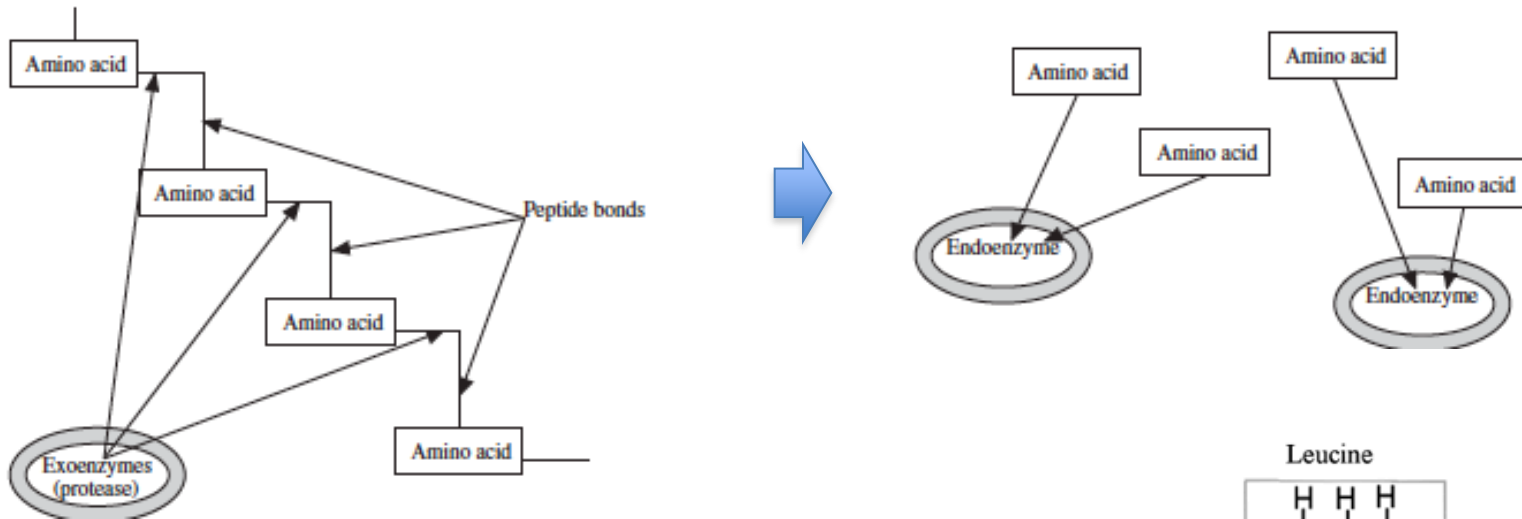 Amino acid
Amino acid
Peptide bonds
Amino acid
Amino acid
Exoenzymes
(protease)
Amino acid
Amino acid
Amino acid
Amino acid
Endoenzyme
Endoenzyme
Leucine
H H H